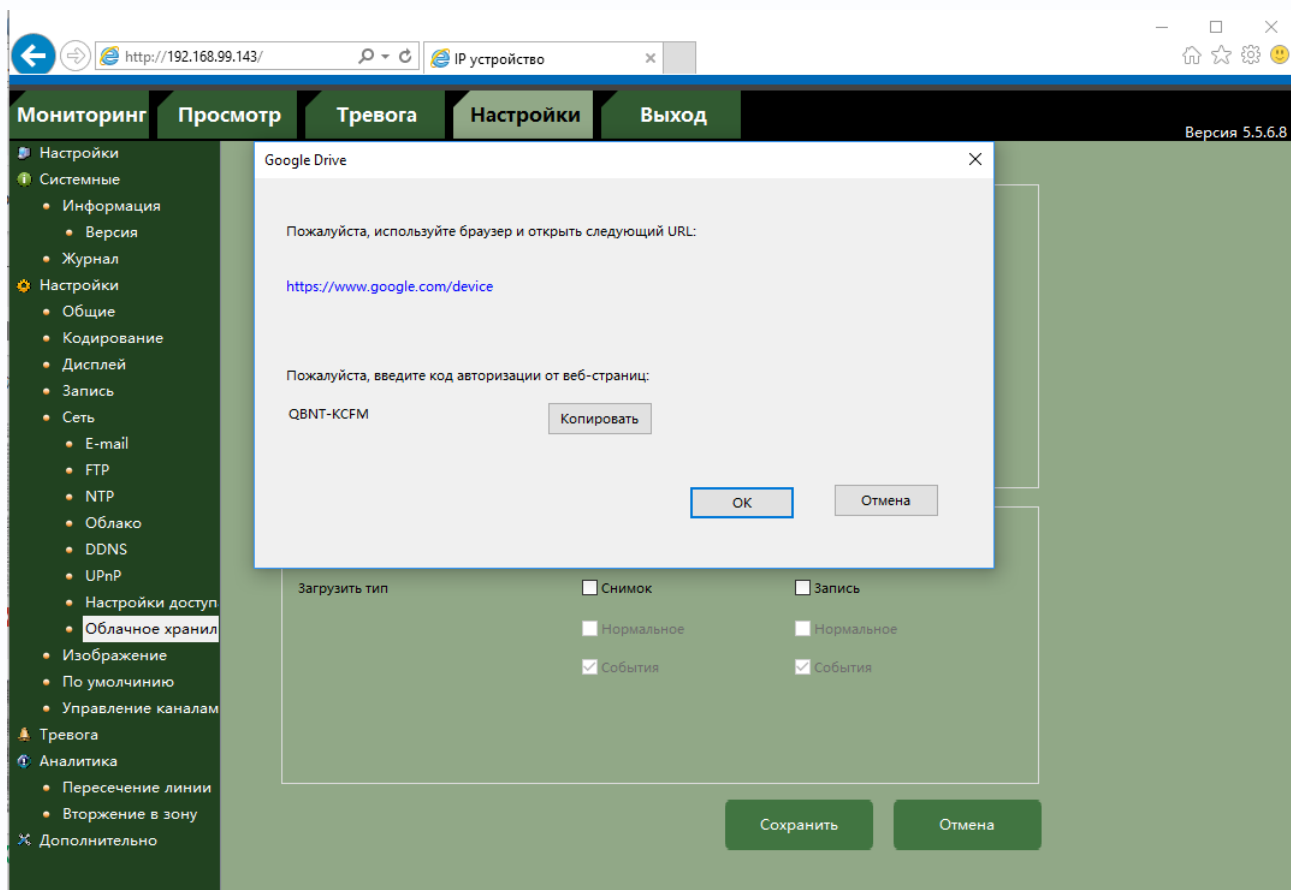 http://192.168.99.143/
IP устройство
Мониторинг
Просмотр
Тревога
Настройки
Выход
Версия 5.5.6.8
Настройки
Системные
Информация
Версия
Журнал
Настройки
Общие
Кодирование
Дисплей
Запись
Сеть
E-mail
FTP
NTP
Облако
DDNS
UPnP
Настройки доступ
Облачное хранил
Изображение
По умолчанию
Управление каналам
Тревога
Аналитика
Пересечение линии
Вторжение в зону
Дополнительно
Google Drive
Пожалуйста, используйте браузер и открыть следующий URL:
https://www.google.com/device
Пожалуйста, введите код авторизации от веб-страниц:
QBNT-KCFM
Копировать
OK
Отмена
Загрузить тип
Снимок
Запись
Нормальное
Нормальное
События
События
Сохранить
Отмена